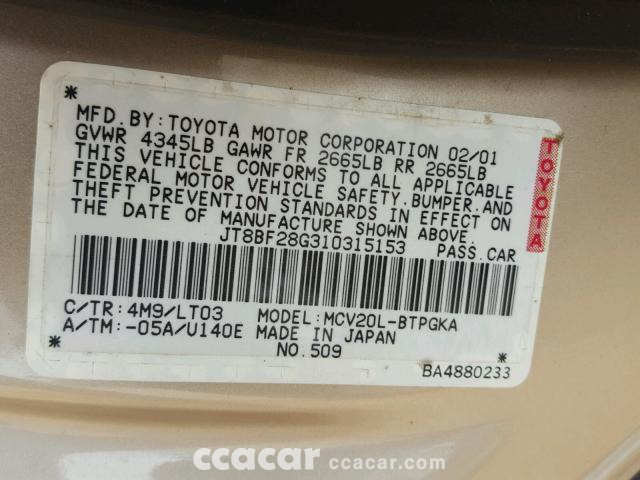 MFD. BY: TOYOTA MOTOR CORPORATION 02/01
GVWR 4345LB GAWR FR 2665LB RR 2665LB
THIS VEHICLE CONFORMS TO ALL APPLICABLE
FEDERAL MOTOR VEHICLE SAFETY, BUMPER, AND
THEFT PREVENTION STANDARDS IN EFFECT ON
THE DATE OF MANUFACTURE SHOWN ABOVE.
JT8BF28G310315153 PASS. CAR
C/TR: 4M9/LT03 MODEL: MCV20L-BTPGKA
A/TM: -05A/U140E MADE IN JAPAN
NO. 509
BA4880233
TOYOTA
ccacar ccacar.com